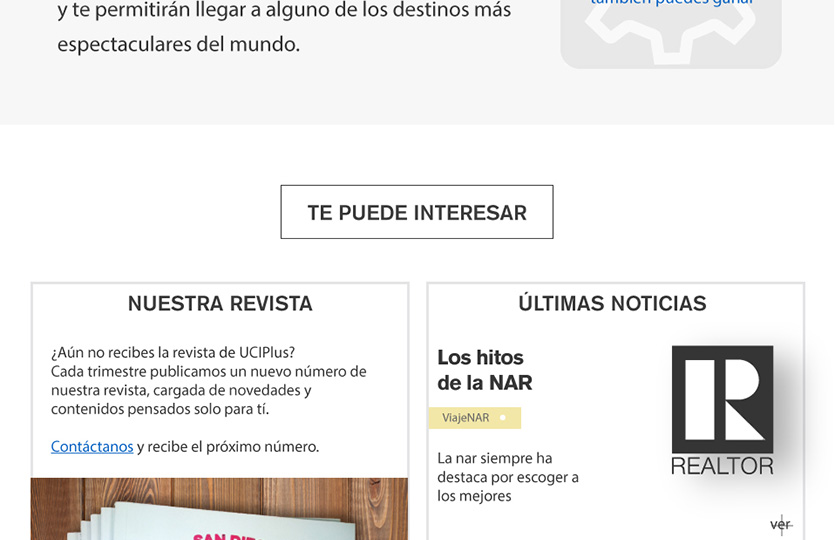 y te permitirán llegar a alguno de los destinos más
espectaculares del mundo.
también puedes ganar
TE PUEDE INTERESAR
NUESTRA REVISTA
¿Aún no recibes la revista de UCIPlus?
Cada trimestre publicamos un nuevo número de
nuestra revista, cargada de novedades y
contenidos pensados solo para tí.
Contáctanos y recibe el próximo número.
ÚLTIMAS NOTICIAS
Los hitos
de la NAR
ViajeNAR
La nar siempre ha
destaca por escoger a
los mejores
R
REALTOR
ver